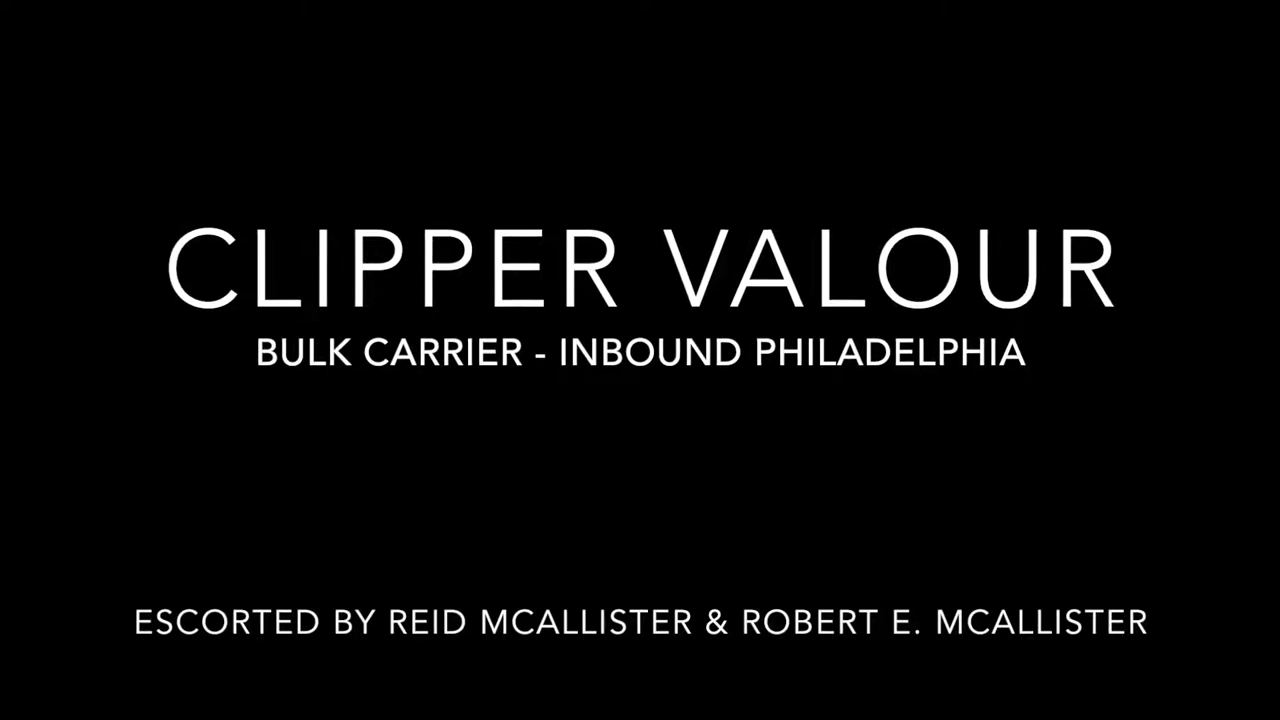 CLIPPER VALOUR
BULK CARRIER - INBOUND PHILADELPHIA
ESCORTED BY REID MCALLISTER & ROBERT E. MCALLISTER